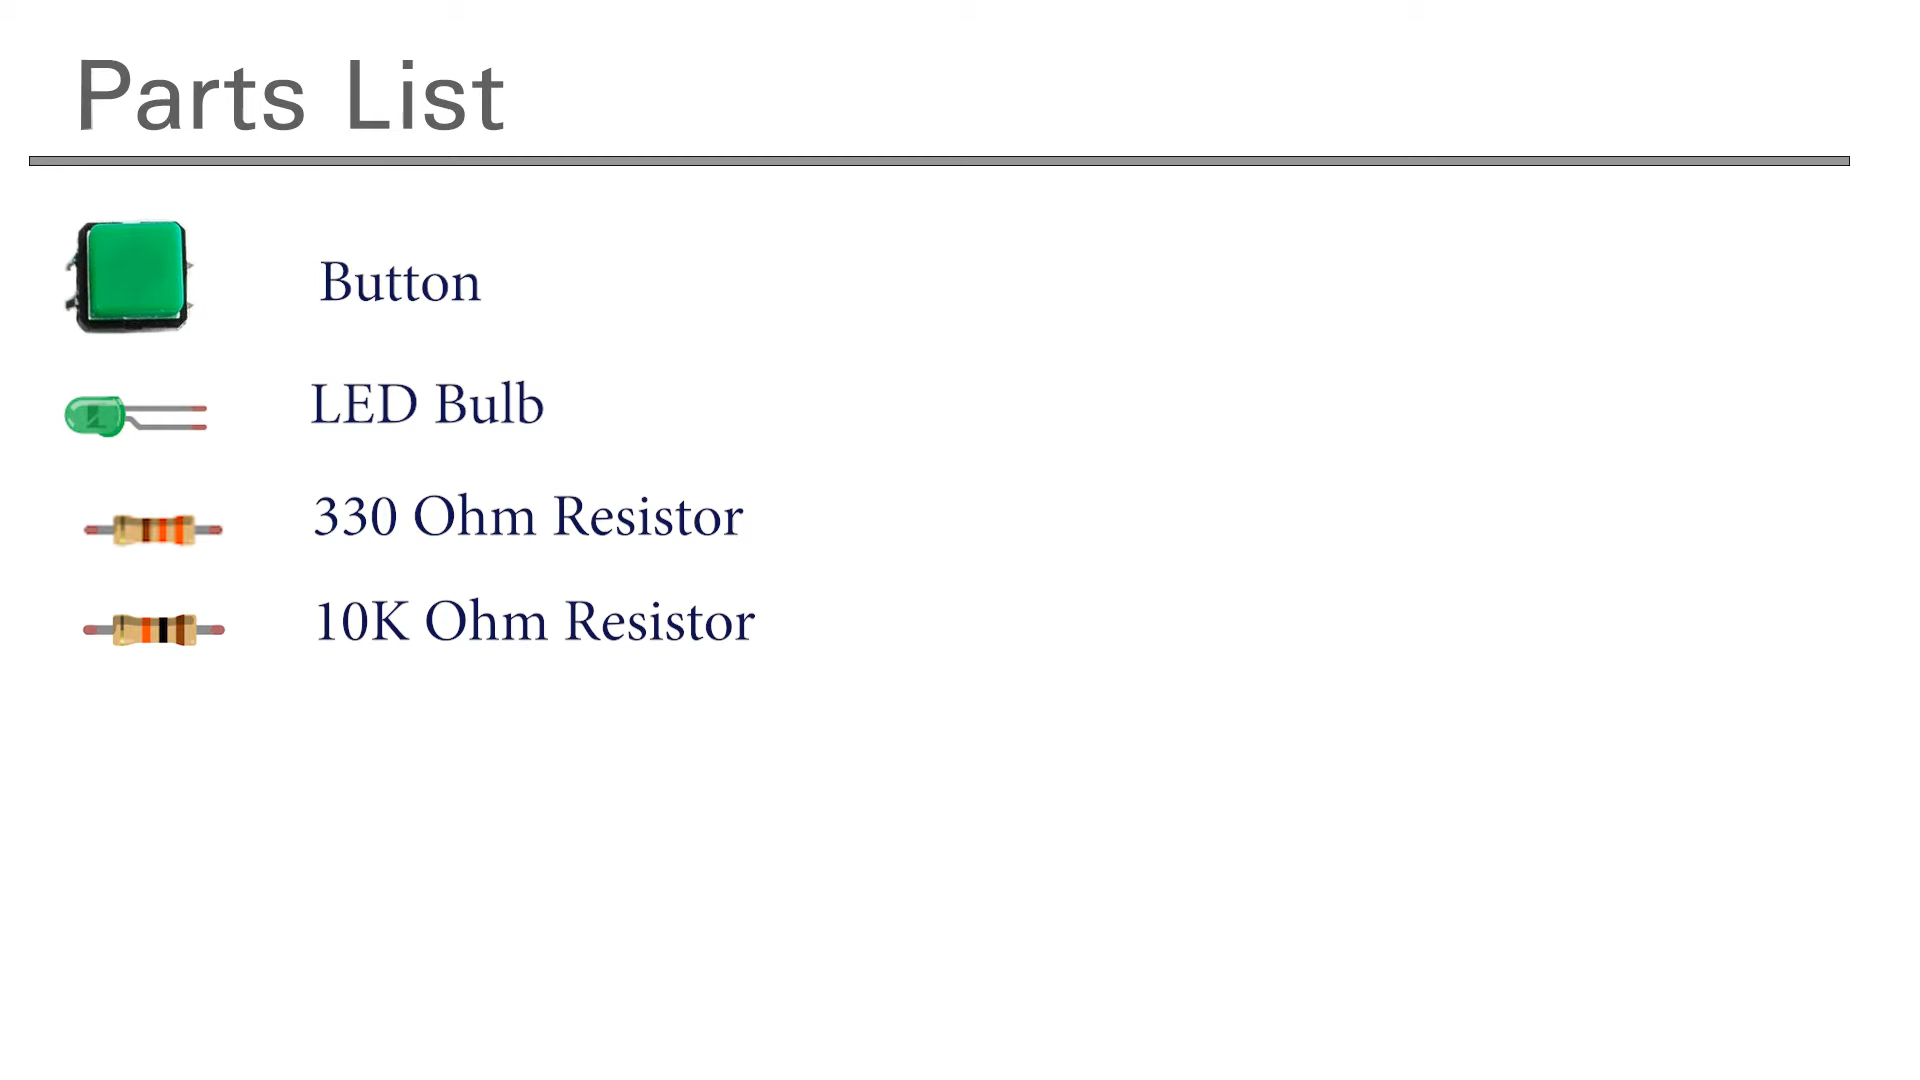 Parts List
Button
LED Bulb
330 Ohm Resistor
10K Ohm Resistor